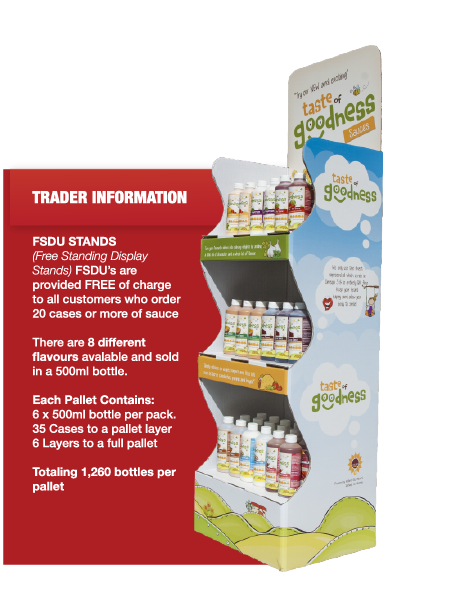 "Try our NEW and exciting"
taste of
goodness
Sauces
taste of
goodness
TRADER INFORMATION
FSDU STANDS
(Free Standing Display
Stands) FSDU's are
provided FREE of charge
to all customers who order
20 cases or more of sauce
There are 8 different
flavours avalable and sold
in a 500ml bottle.
Each Pallet Contains:
6 x 500ml bottle per pack.
35 Cases to a pallet layer
6 Layers to a full pallet
Totaling 1,260 bottles per
pallet
taste of
goodness